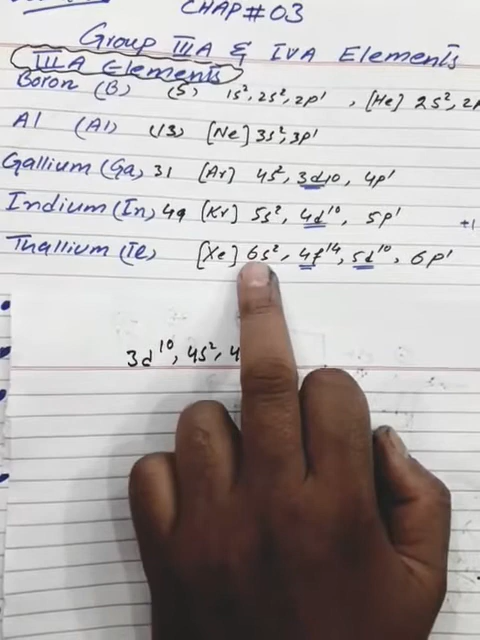 CHAP#03
Group IIIA & IVA Elements
IIIA Elements
Boron (B) (5) 1s², 2s², 2p¹ , [He] 2s², 2p
Al (Al) (13) [Ne] 3s², 3p¹
Gallium (Ga) 31 [Ar] 4s², 3d10, 4p¹
Indium (In) 49 [Kr] 5s², 4d¹⁰, 5p¹ +1
Thallium (Tl) [Xe] 6s², 4f¹⁴, 5d¹⁰, 6p¹
3d¹⁰, 4s², 4